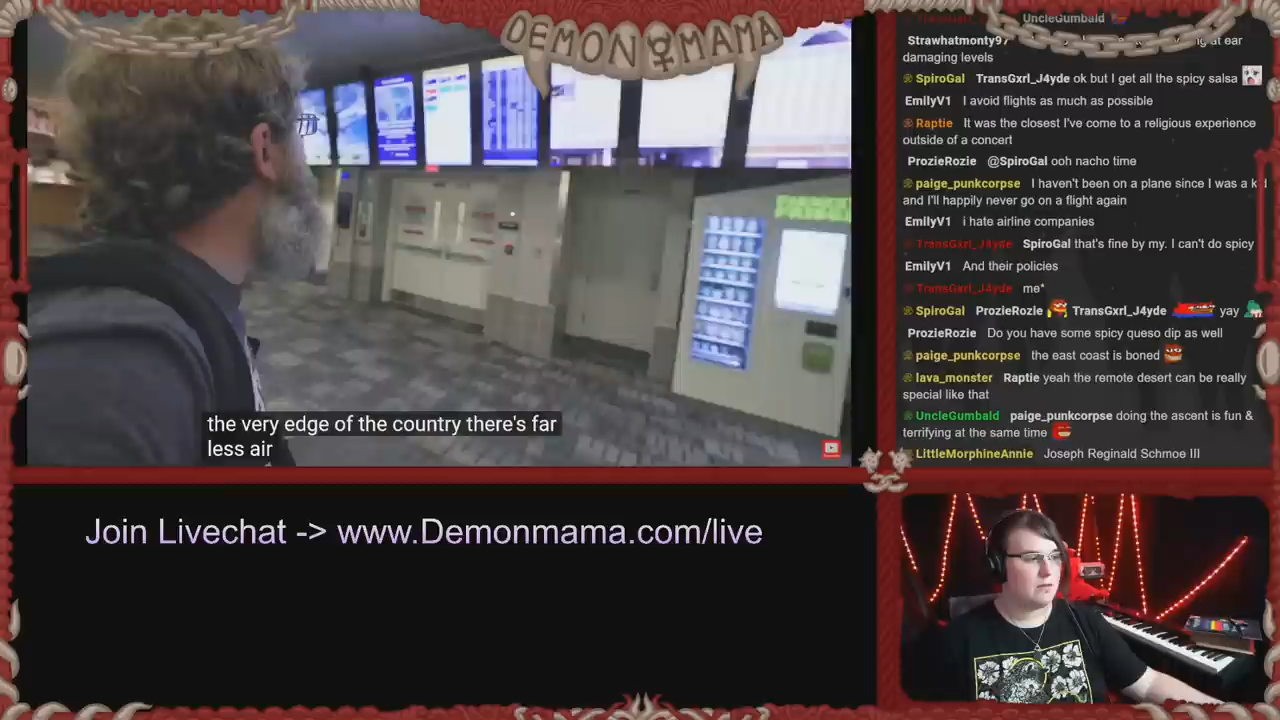 DEMON MAMA
UncleGumbald
Strawhatmonty97
at ear
damaging levels
SpiroGal TransGxrl_J4yde ok but I get all the spicy salsa
EmilyV1 I avoid flights as much as possible
Raptie It was the closest I've come to a religious experience
outside of a concert
ProzieRozie @SpiroGal ooh nacho time
paige_punkcorpse I haven't been on a plane since I was a kid
and I'll happily never go on a flight again
EmilyV1 i hate airline companies
TransGxrl_J4yde SpiroGal that's fine by my. I can't do spicy
EmilyV1 And their policies
TransGxrl_J4yde me*
SpiroGal ProzieRozie TransGxrl_J4yde yay
ProzieRozie Do you have some spicy queso dip as well
paige_punkcorpse the east coast is boned
lava_monster Raptie yeah the remote desert can be really
special like that
UncleGumbald paige_punkcorpse doing the ascent is fun &
terrifying at the same time
LittleMorphineAnnie Joseph Reginald Schmoe III
the very edge of the country there's far
less air
Join Livechat -> www.Demonmama.com/live